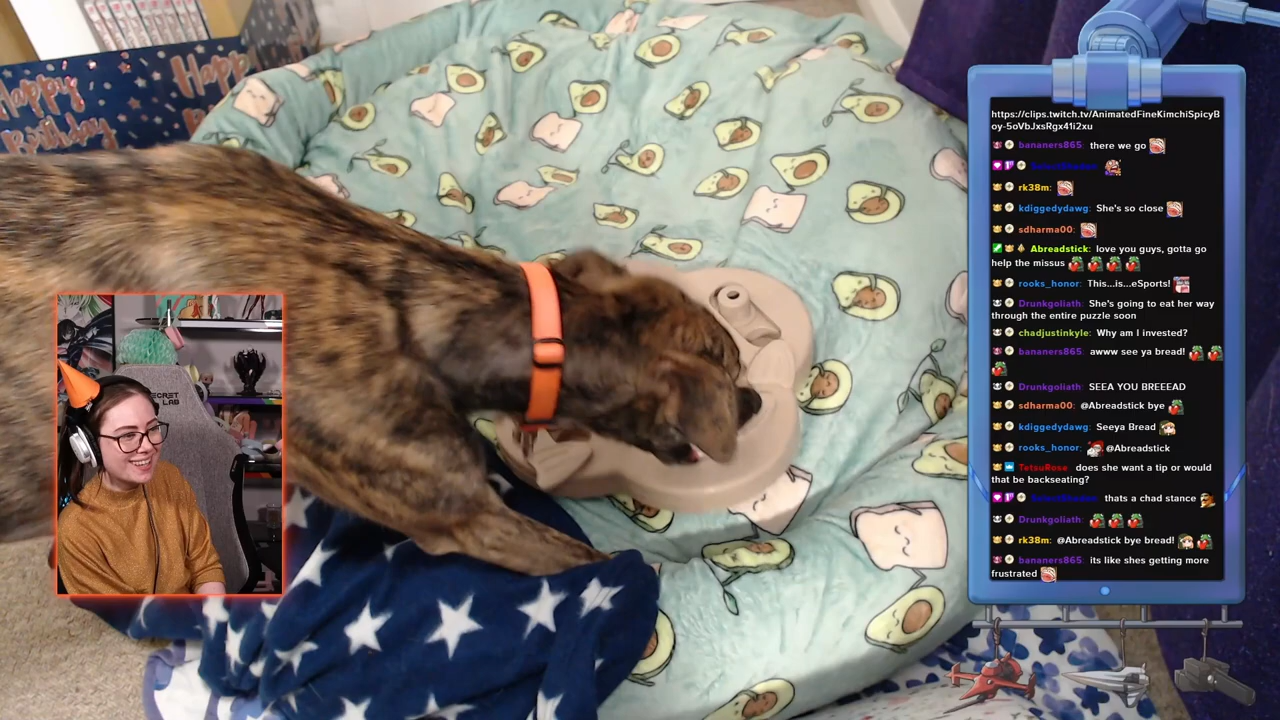 Happy
Birthday
Happy
SECRET
LAB
https://clips.twitch.tv/AnimatedFineKimchiSpicyB
oy-5oVbJxsRgx41i2xu
bananers865: there we go
rk38m:
kdiggedydawg: She's so close
sdharma00:
Abreadstick: love you guys, gotta go
help the missus
rooks_honor: This...is...eSports!
Drunkgoliath: She's going to eat her way
through the entire puzzle soon
chadjustinkyle: Why am I invested?
bananers865: awww see ya bread!
Drunkgoliath: SEEA YOU BREEEAD
sdharma00: @Abreadstick bye
kdiggedydawg: Seeya Bread
rooks_honor: @Abreadstick
TetsuRose: does she want a tip or would
that be backseating?
thats a chad stance
Drunkgoliath:
rk38m: @Abreadstick bye bread!
bananers865: its like shes getting more
frustrated